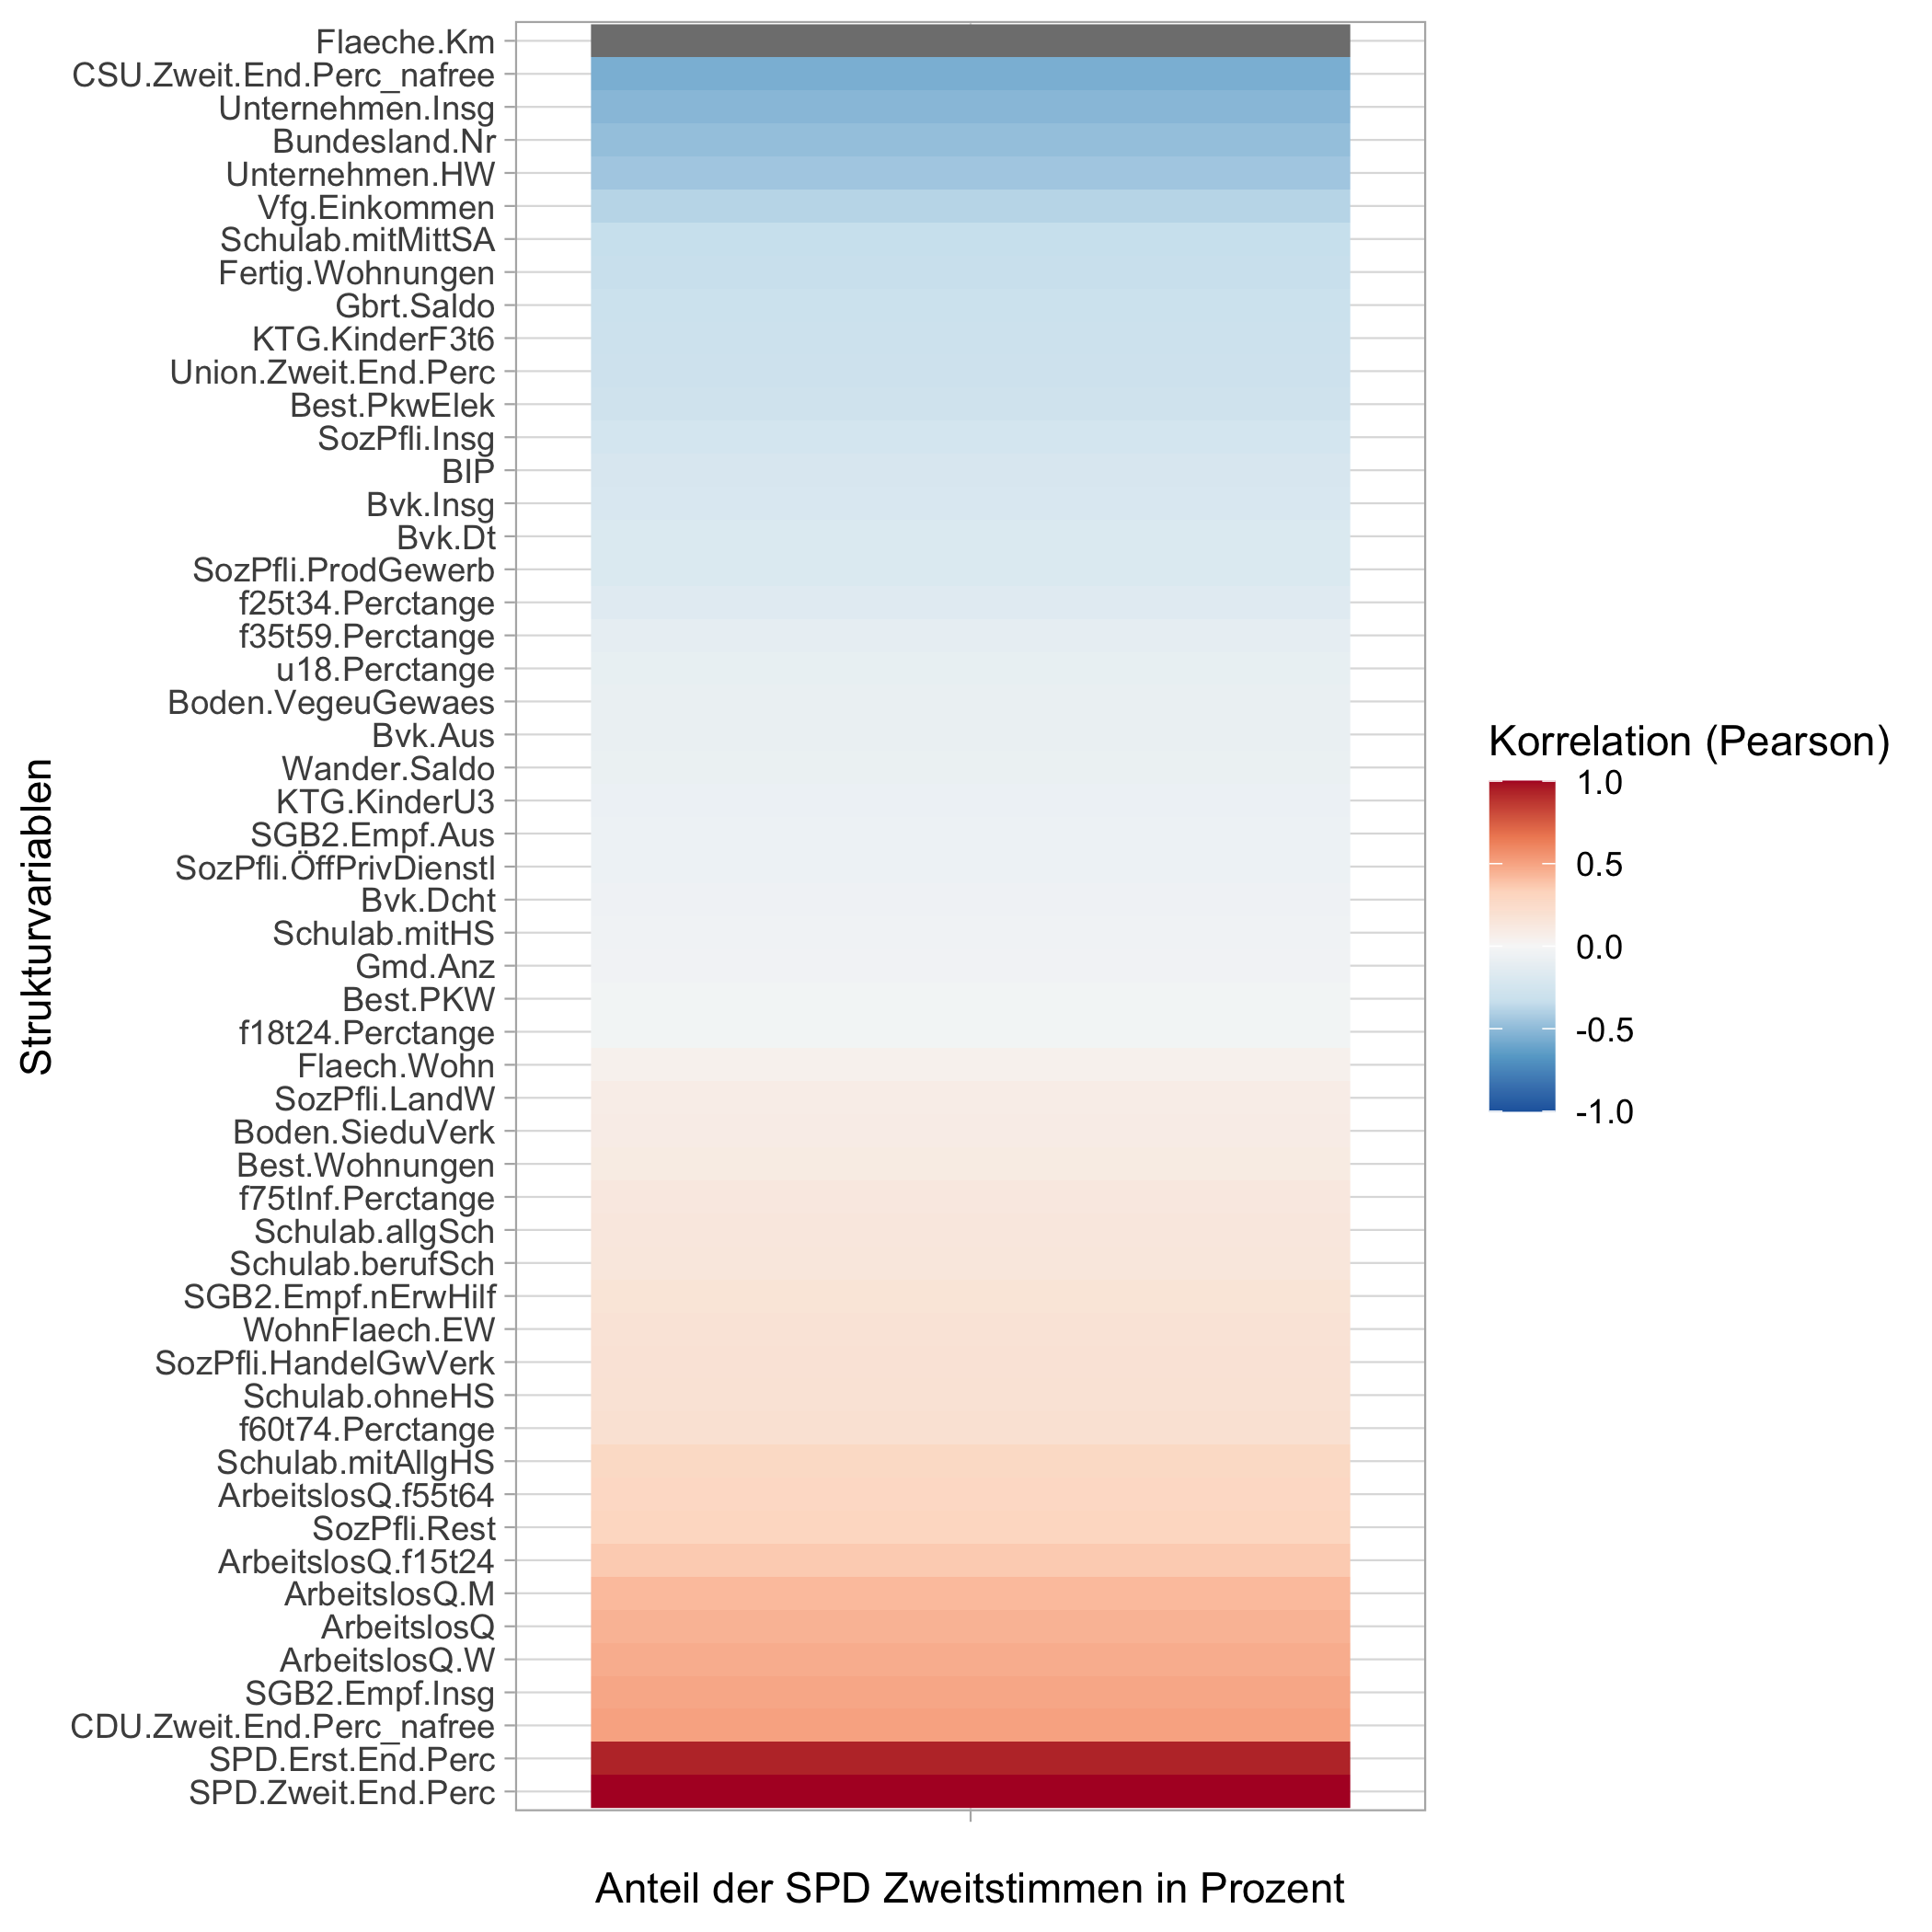 Strukturvariablen
Flaeche.Km
CSU.Zweit.End.Perc_nafree
Unternehmen.Insg
Bundesland.Nr
Unternehmen.HW
Vfg.Einkommen
Schulab.mitMittSA
Fertig.Wohnungen
Gbrt.Saldo
KTG.KinderF3t6
Union.Zweit.End.Perc
Best.PkwElek
SozPfli.Insg
BIP
Bvk.Insg
Bvk.Dt
SozPfli.ProdGewerb
f25t34.Perctange
f35t59.Perctange
u18.Perctange
Boden.VegeuGewaes
Bvk.Aus
Wander.Saldo
KTG.KinderU3
SGB2.Empf.Aus
SozPfli.ÖffPrivDienstl
Bvk.Dcht
Schulab.mitHS
Gmd.Anz
Best.PKW
f18t24.Perctange
Flaech.Wohn
SozPfli.LandW
Boden.SieduVerk
Best.Wohnungen
f75tInf.Perctange
Schulab.allgSch
Schulab.berufSch
SGB2.Empf.nErwHilf
WohnFlaech.EW
SozPfli.HandelGwVerk
Schulab.ohneHS
f60t74.Perctange
Schulab.mitAllgHS
ArbeitslosQ.f55t64
SozPfli.Rest
ArbeitslosQ.f15t24
ArbeitslosQ.M
ArbeitslosQ
ArbeitslosQ.W
SGB2.Empf.Insg
CDU.Zweit.End.Perc_nafree
SPD.Erst.End.Perc
SPD.Zweit.End.Perc
Anteil der SPD Zweitstimmen in Prozent
Korrelation (Pearson)
1.0
0.5
0.0
-0.5
-1.0